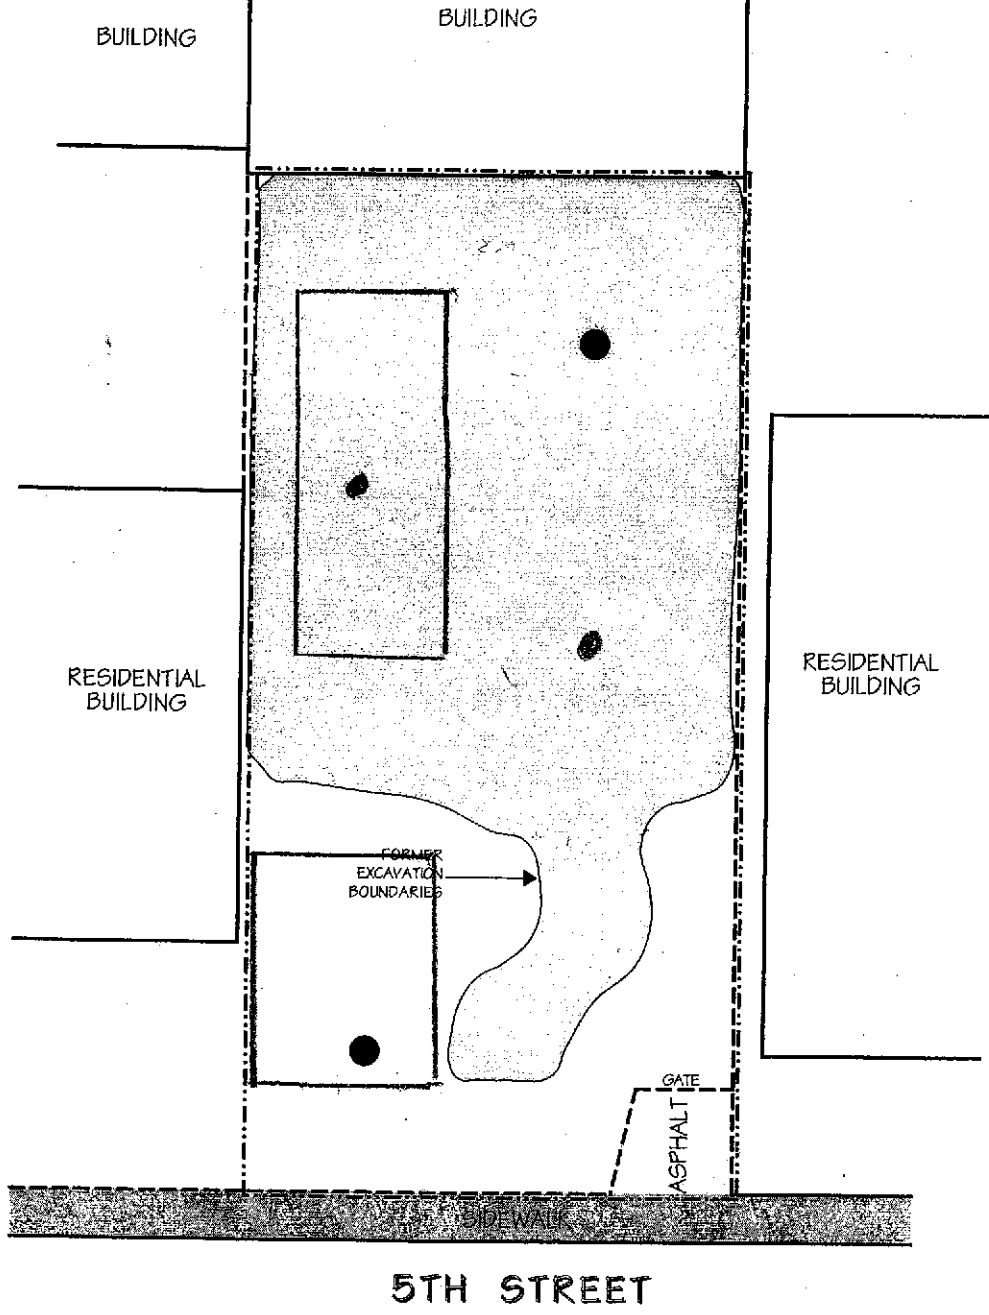 BUILDING
BUILDING
RESIDENTIAL
BUILDING
RESIDENTIAL
BUILDING
FORMER
EXCAVATION
BOUNDARIES
GATE
ASPHALT
SIDEWALK
5TH STREET